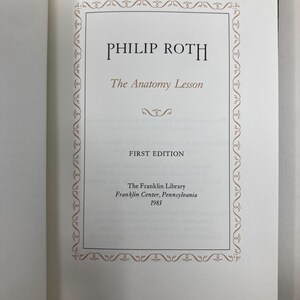 PHILIP ROTH
The Anatomy Lesson
FIRST EDITION
The Franklin Library
Franklin Center, Pennsylvania
1983